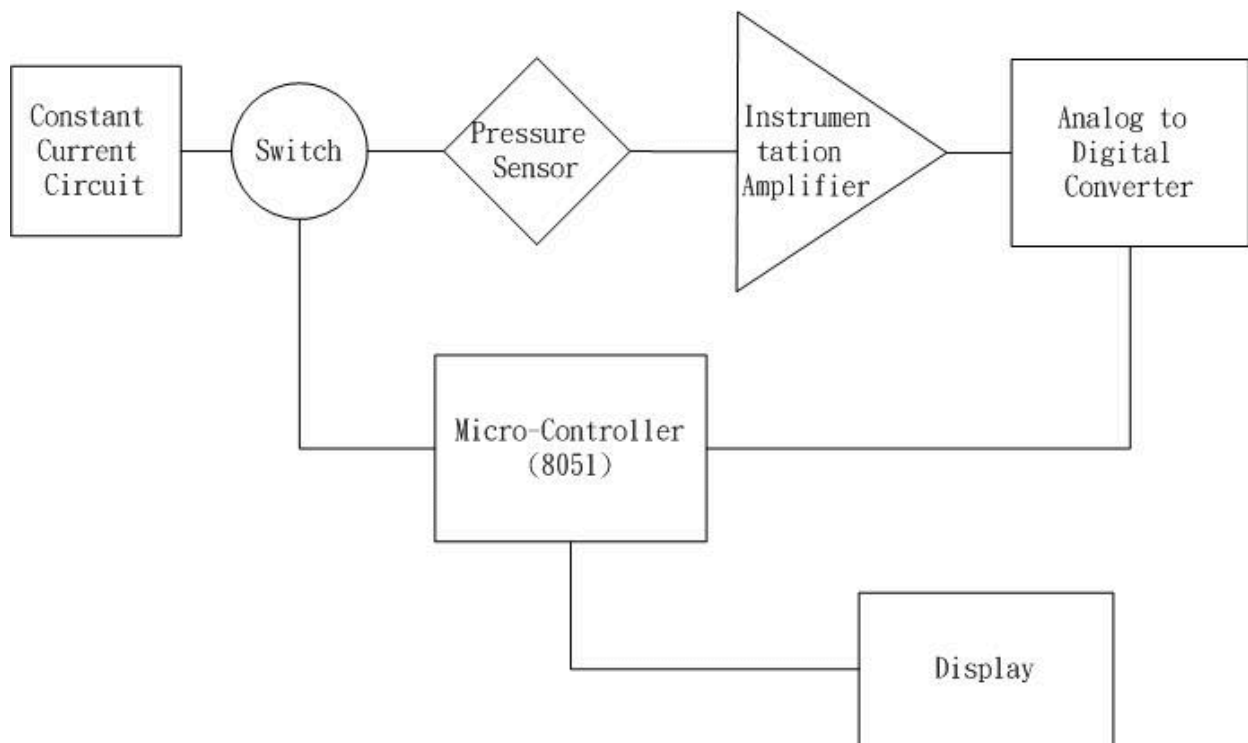 Constant
Current
Circuit
Switch
Pressure
Sensor
Instrumen
tation
Amplifier
Analog to
Digital
Converter
Micro-Controller
(8051)
Display